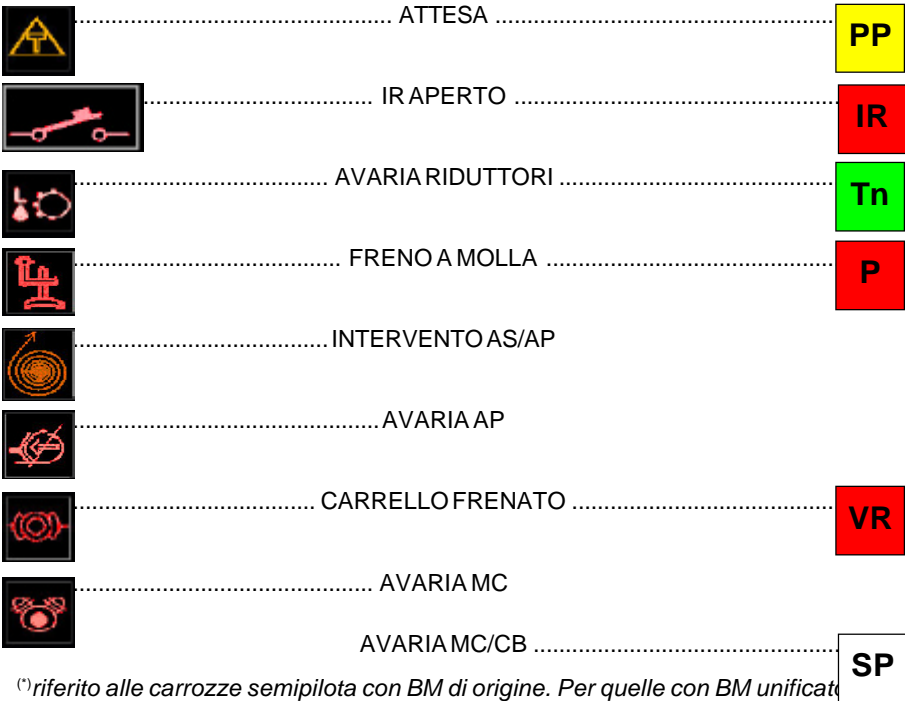 ........................................ ATTESA ........................................... PP
............................. IR APERTO ......................................... IR
................................ AVARIA RIDUTTORI ................................... Tn
.................................. FRENO A MOLLA ..................................... P
................................ INTERVENTO AS/AP
....................................... AVARIA AP
............................... CARRELLO FRENATO .................................. VR
...................................... AVARIA MC
AVARIA MC/CB ....................................... SP
(*)riferito alle carrozze semipilota con BM di origine. Per quelle con BM unificato